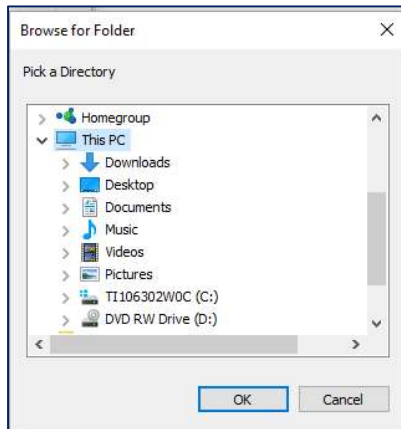 Browse for Folder
Pick a Directory
Homegroup
This PC
Downloads
Desktop
Documents
Music
Videos
Pictures
TI106302W0C (C:)
DVD RW Drive (D:)
OK
Cancel